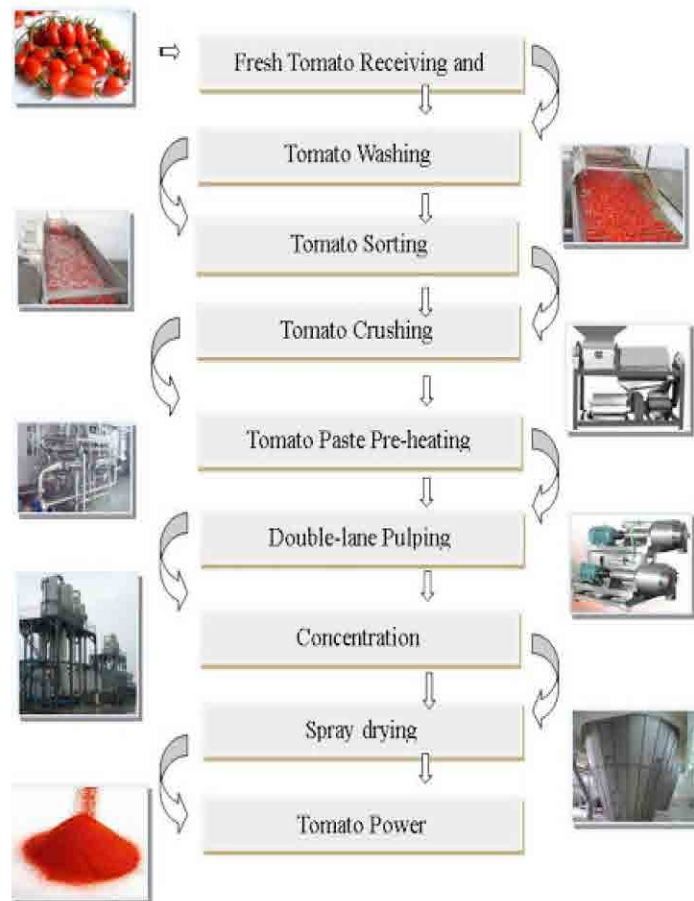 Fresh Tomato Receiving and
Tomato Washing
Tomato Sorting
Tomato Crushing
Tomato Paste Pre-heating
Double-lane Pulping
Concentration
Spray drying
Tomato Power